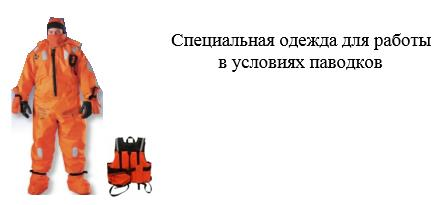 Специальная одежда для работы
в условиях паводков